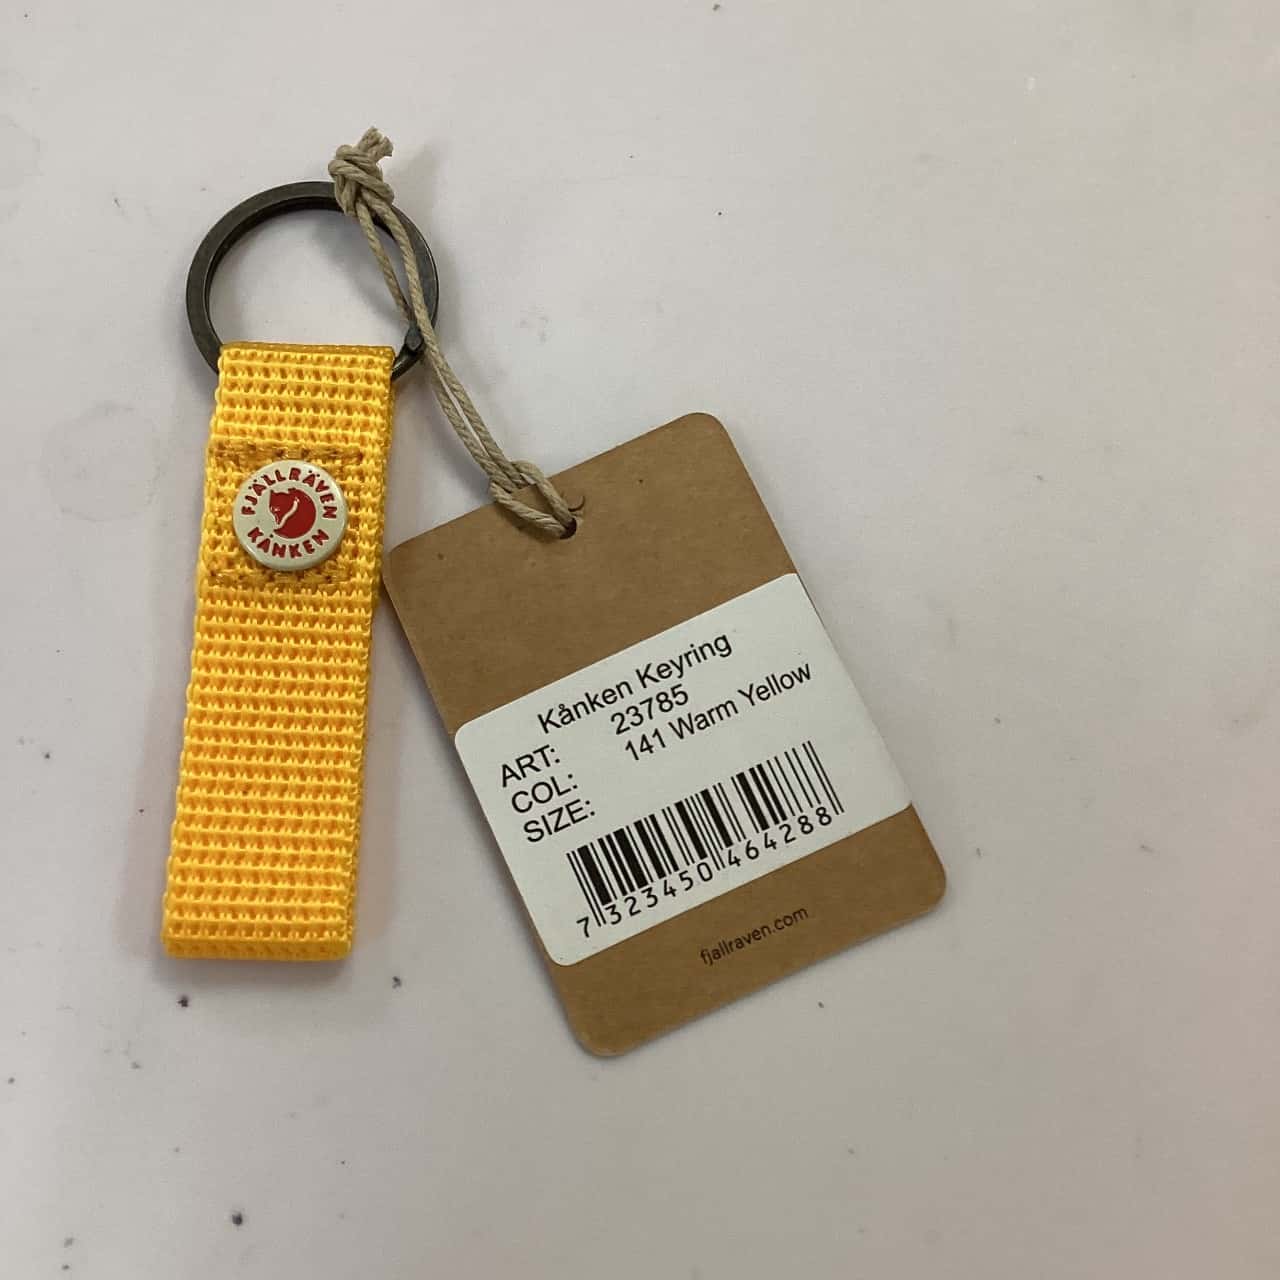 FJÄLLRÄVEN
KÅNKEN
Kånken Keyring
ART: 23785
COL: 141 Warm Yellow
SIZE:
7 323450 464288
fjallraven.com